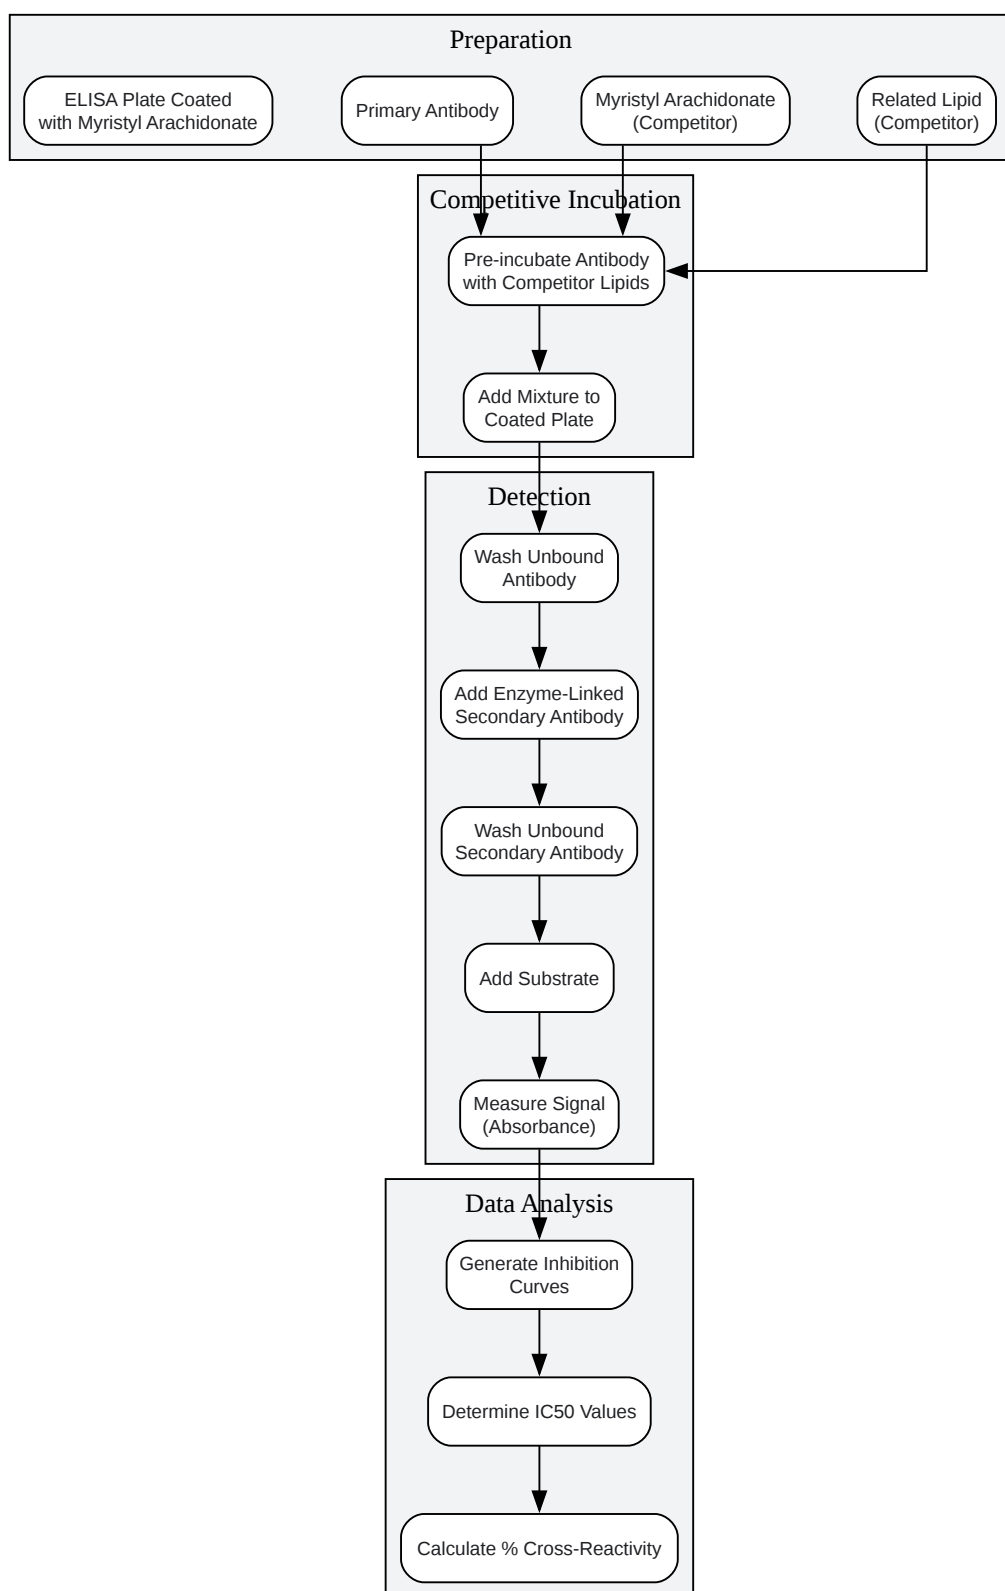 Preparation
ELISA Plate Coated
with Myristyl Arachidonate
Primary Antibody
Myristyl Arachidonate
(Competitor)
Related Lipid
(Competitor)
Competitive Incubation
Pre-incubate Antibody
with Competitor Lipids
Add Mixture to
Coated Plate
Detection
Wash Unbound
Antibody
Add Enzyme-Linked
Secondary Antibody
Wash Unbound
Secondary Antibody
Add Substrate
Measure Signal
(Absorbance)
Data Analysis
Generate Inhibition
Curves
Determine IC50 Values
Calculate % Cross-Reactivity